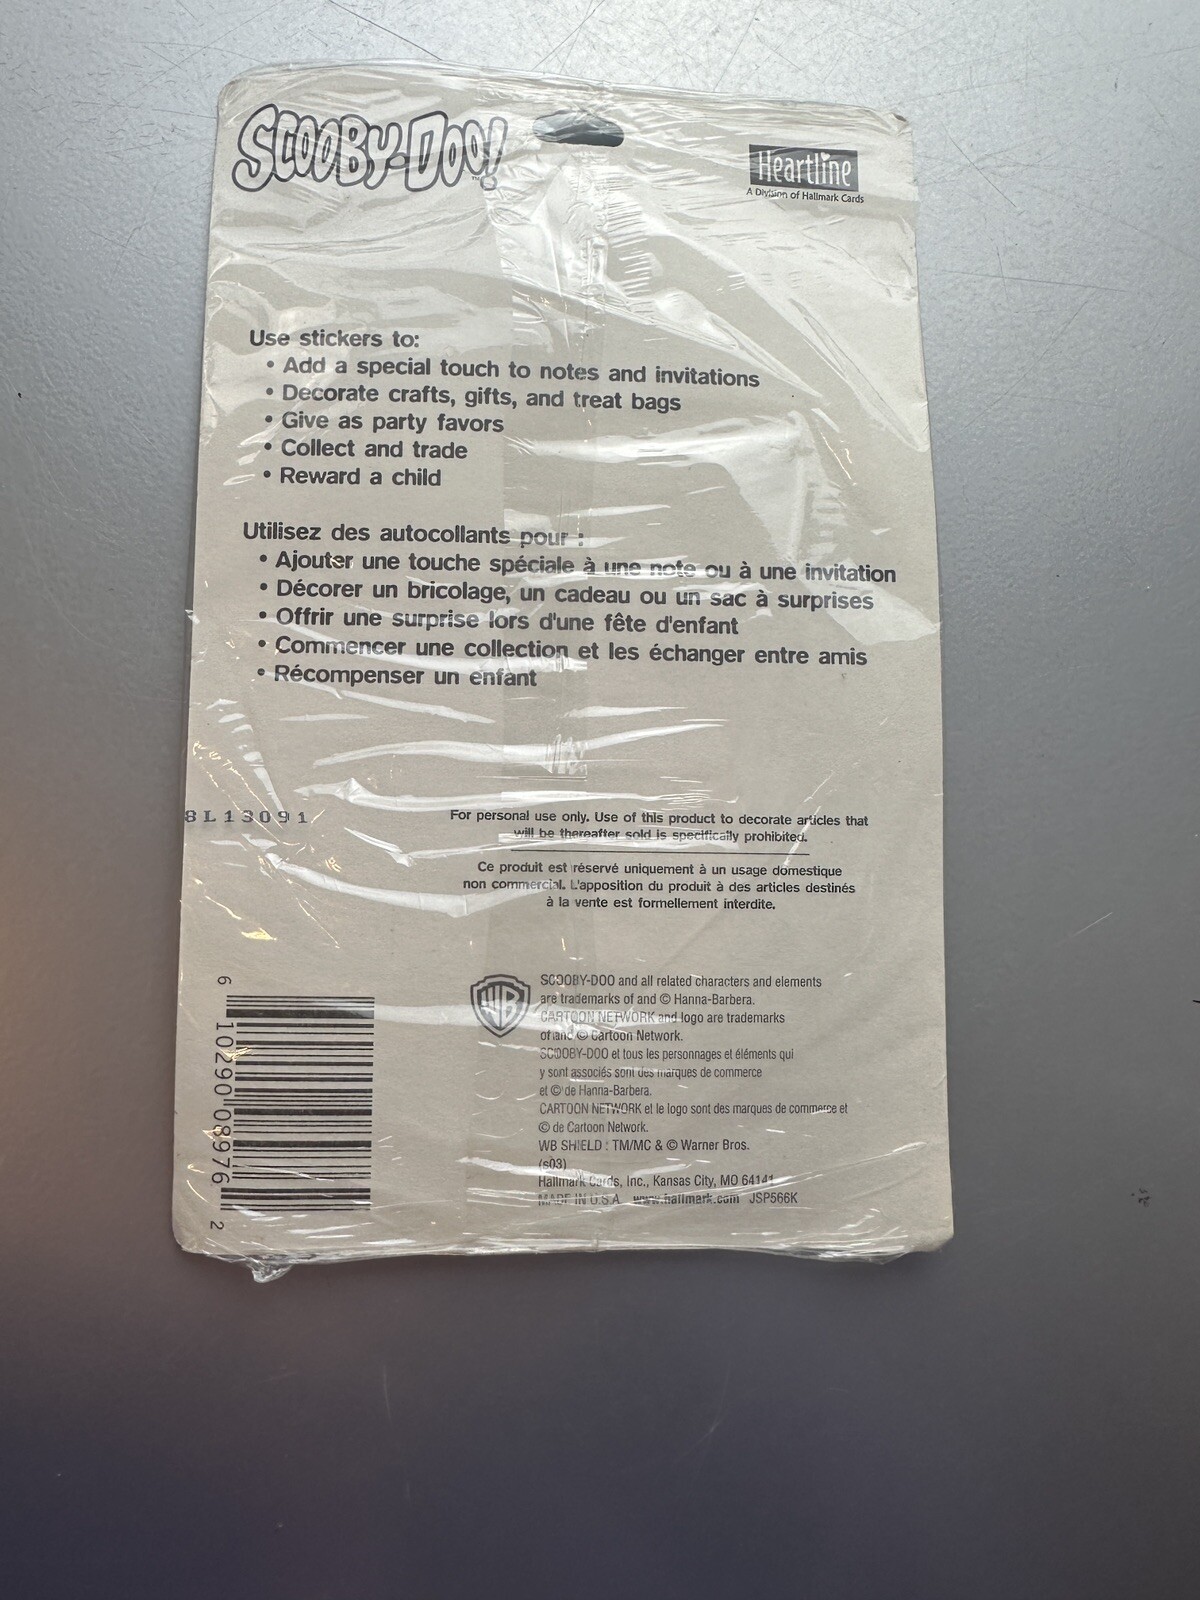 SCOOBY-DOO!™
Heartline
A Division of Hallmark Cards
Use stickers to:
• Add a special touch to notes and invitations
• Decorate crafts, gifts, and treat bags
• Give as party favors
• Collect and trade
• Reward a child
Utilisez des autocollants pour :
• Ajouter une touche spéciale à une note ou à une invitation
• Décorer un bricolage, un cadeau ou un sac à surprises
• Offrir une surprise lors d'une fête d'enfant
• Commencer une collection et les échanger entre amis
• Récompenser un enfant
8L13091
For personal use only. Use of this product to decorate articles that
will be thereafter sold is specifically prohibited.
Ce produit est réservé uniquement à un usage domestique
non commercial. L'apposition du produit à des articles destinés
à la vente est formellement interdite.
6 10290 08976 2
WB
SCOOBY-DOO and all related characters and elements
are trademarks of and © Hanna-Barbera.
CARTOON NETWORK and logo are trademarks
of and © Cartoon Network.
SCOOBY-DOO et tous les personnages et éléments qui
y sont associés sont des marques de commerce
et © de Hanna-Barbera.
CARTOON NETWORK et le logo sont des marques de commerce et
© de Cartoon Network.
WB SHIELD : TM/MC & © Warner Bros.
(s03)
Hallmark Cards, Inc., Kansas City, MO 64141
MADE IN U.S.A. www.hallmark.com JSP566K